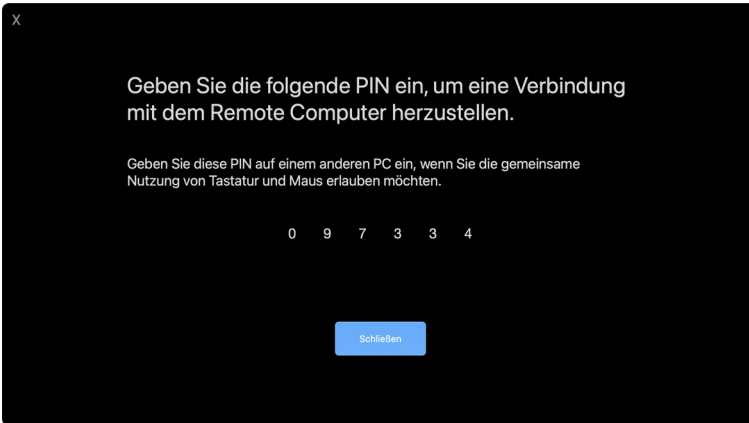 X
Geben Sie die folgende PIN ein, um eine Verbindung
mit dem Remote Computer herzustellen.
Geben Sie diese PIN auf einem anderen PC ein, wenn Sie die gemeinsame
Nutzung von Tastatur und Maus erlauben möchten.
0 9 7 3 3 4
Schließen